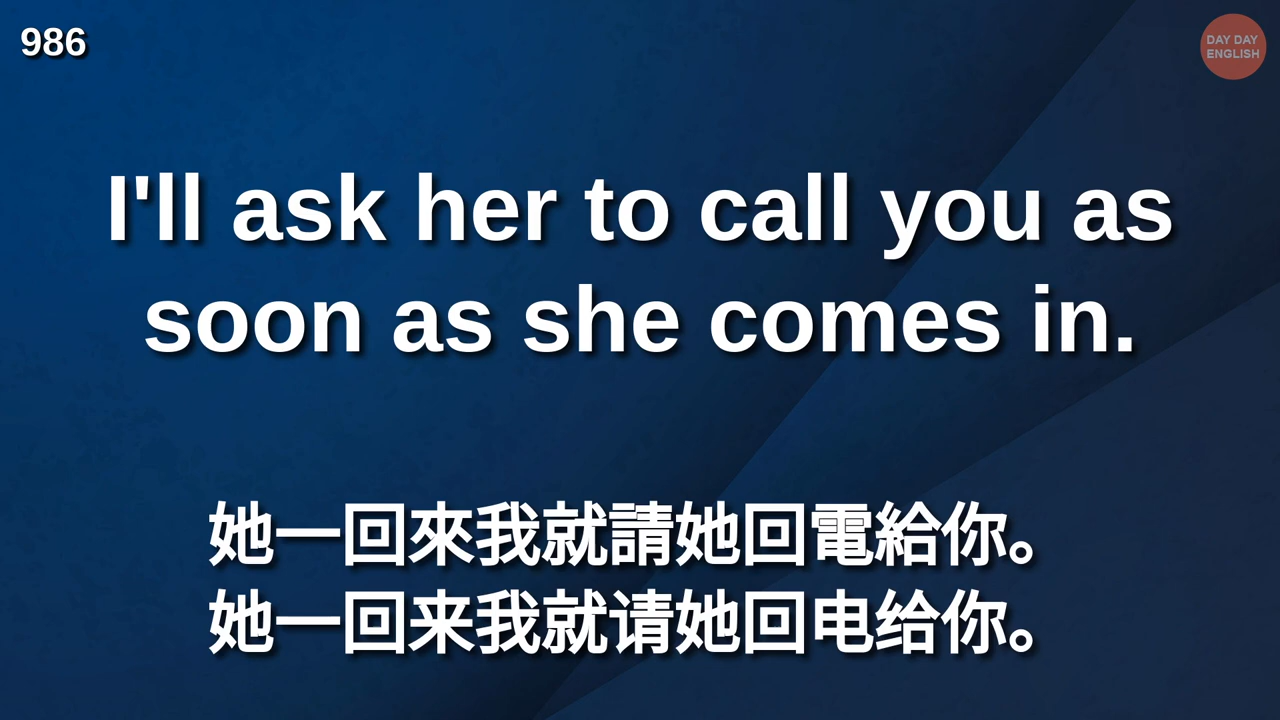 986
DAY DAY
ENGLISH
I'll ask her to call you as
soon as she comes in.
她一回來我就請她回電給你。
她一回来我就请她回电给你。